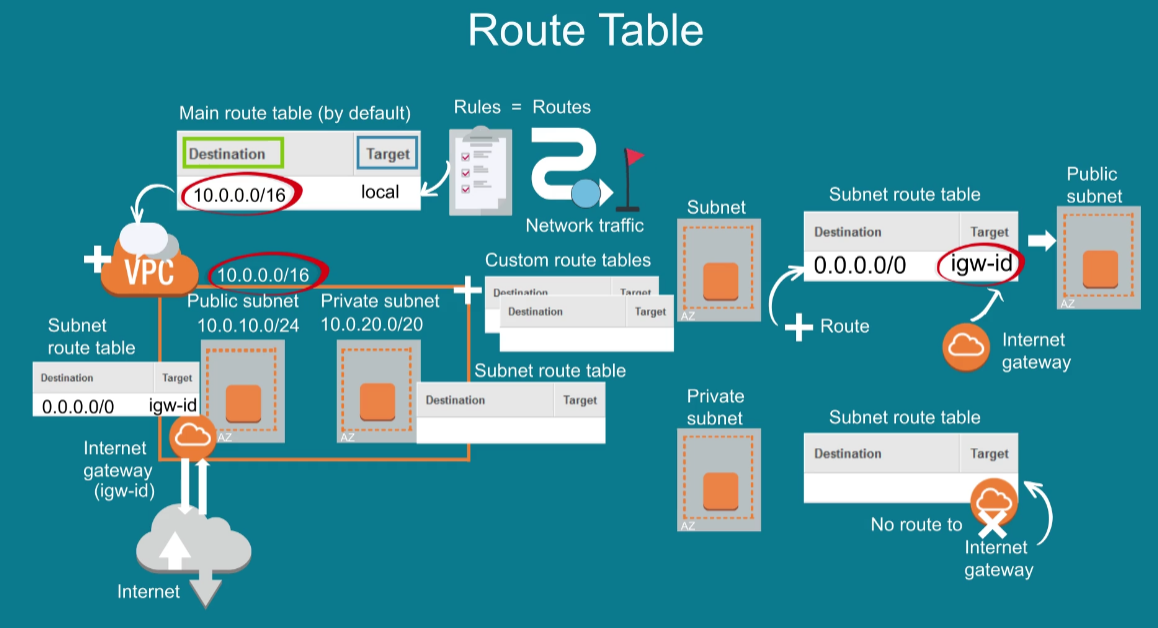 Route Table
Main route table (by default)
Destination Target
10.0.0.0/16 local
Rules = Routes
Network traffic
VPC
10.0.0.0/16
Public subnet
10.0.10.0/24
AZ
Private subnet
10.0.20.0/20
AZ
Custom route tables
Destination Target
Destination Target
Subnet route table
Destination Target
Subnet
route table
Destination Target
0.0.0.0/0 igw-id
Internet
gateway
(igw-id)
Internet
Subnet
AZ
Subnet route table
Destination Target
0.0.0.0/0 igw-id
Route
Internet
gateway
Public
subnet
AZ
Private
subnet
AZ
Subnet route table
Destination Target
No route to
Internet
gateway